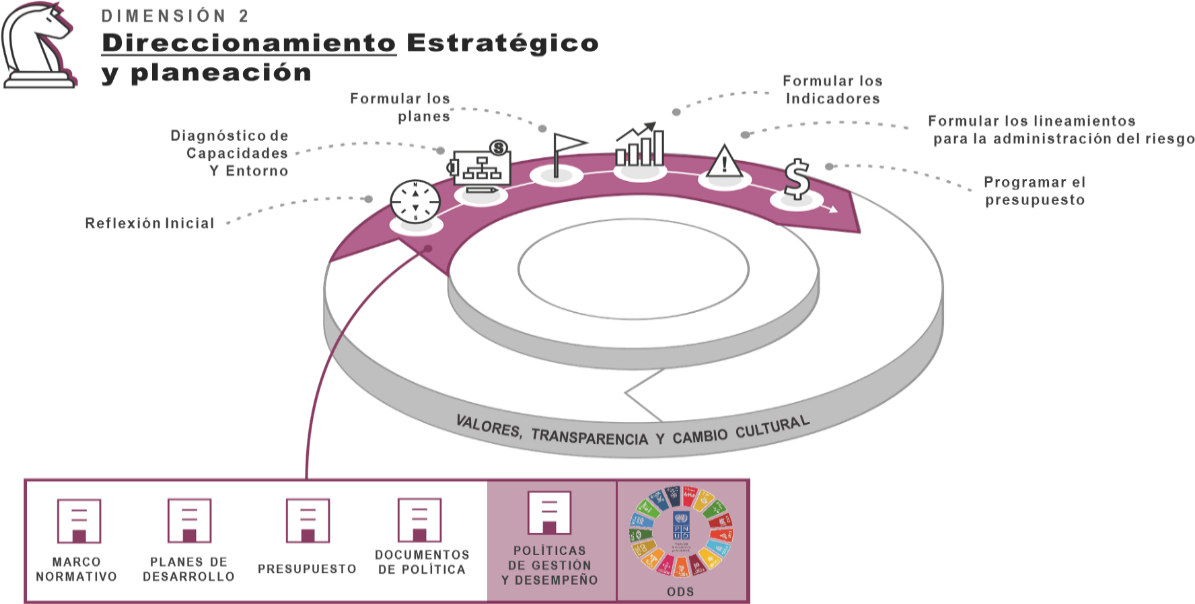 DIMENSIÓN 2
Direccionamiento Estratégico
y planeación
Reflexión Inicial
Diagnóstico de
Capacidades
Y Entorno
Formular los
planes
Formular los
Indicadores
Formular los lineamientos
para la administración del riesgo
Programar el
presupuesto
N
S
S
!
$
VALORES, TRANSPARENCIA Y CAMBIO CULTURAL
MARCO
NORMATIVO
PLANES DE
DESARROLLO
PRESUPUESTO
DOCUMENTOS
DE POLÍTICA
POLÍTICAS
DE GESTIÓN
Y DESEMPEÑO
P N
U D
ODS